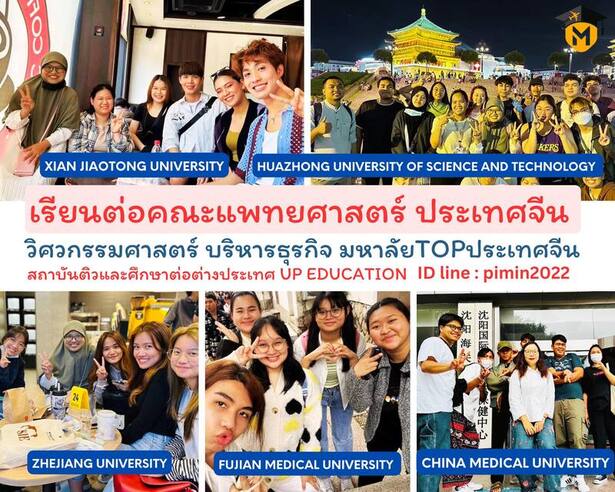 M
XIAN JIAOTONG UNIVERSITY
HUAZHONG UNIVERSITY OF SCIENCE AND TECHNOLOGY
เรียนต่อคณะแพทยศาสตร์ ประเทศจีน
วิศวกรรมศาสตร์ บริหารธุรกิจ มหาลัยTOPประเทศจีน
สถาบันติวและศึกษาต่อต่างประเทศ UP EDUCATION ID line : pimin2022
24
ZHEJIANG UNIVERSITY
FUJIAN MEDICAL UNIVERSITY
CHINA MEDICAL UNIVERSITY